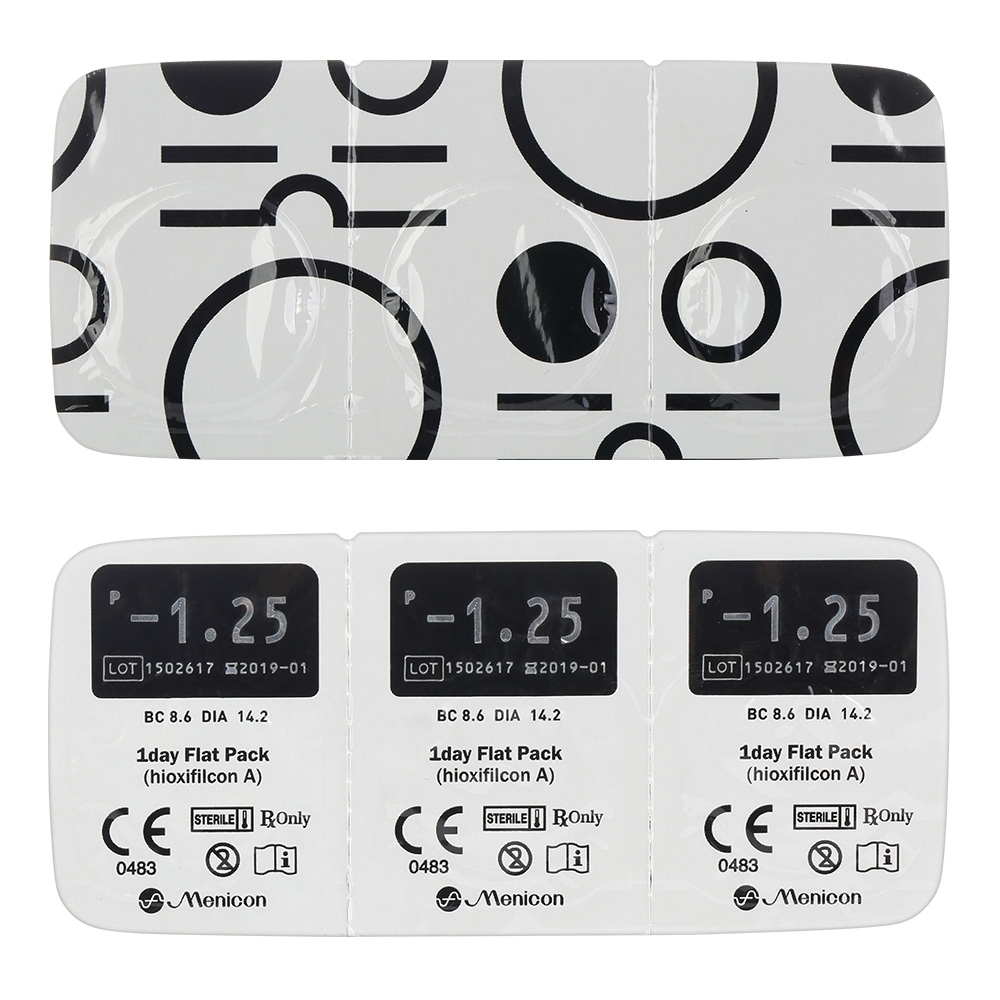 P -1.25
LOT 1502617 ⌛2019-01
BC 8.6 DIA 14.2
1day Flat Pack
(hioxifilcon A)
CE STERILE ℞Only
0483 2 i
Menicon
P -1.25
LOT 1502617 ⌛2019-01
BC 8.6 DIA 14.2
1day Flat Pack
(hioxifilcon A)
CE STERILE ℞Only
0483 2 i
Menicon
P -1.25
LOT 1502617 ⌛2019-01
BC 8.6 DIA 14.2
1day Flat Pack
(hioxifilcon A)
CE STERILE ℞Only
0483 2 i
Menicon